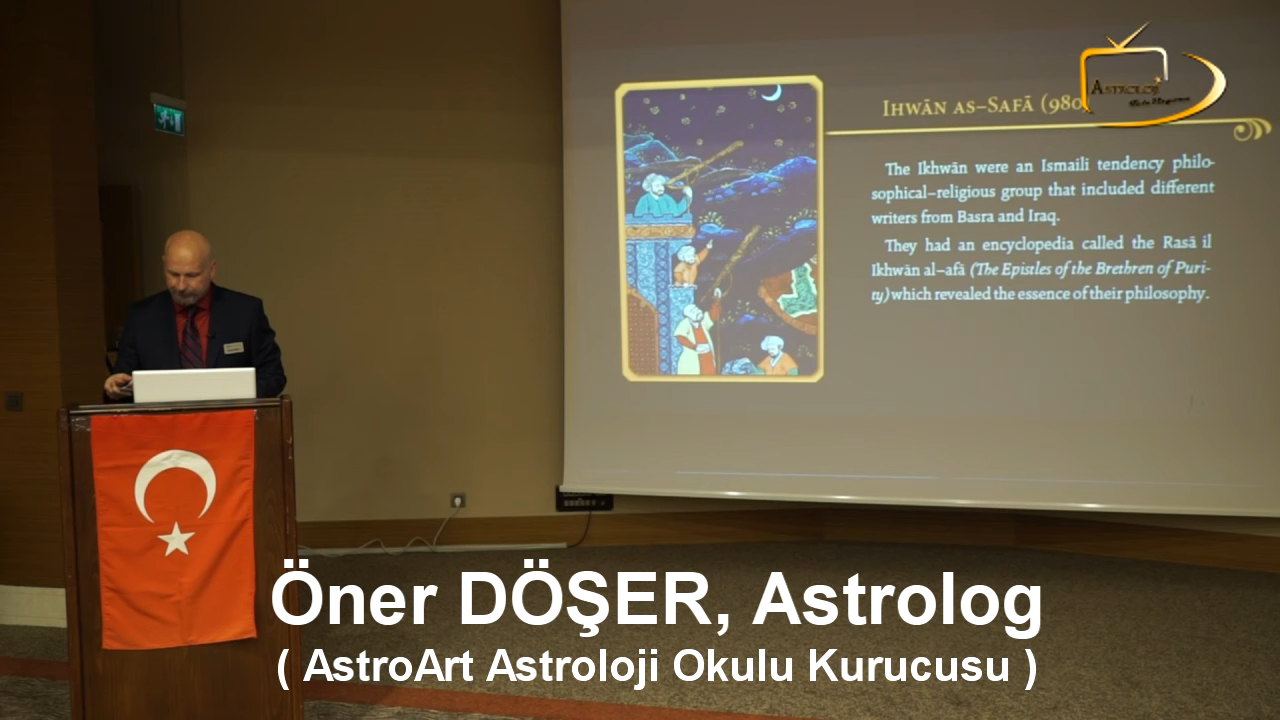 IHWĀN AS–SAFĀ (980
ASTROLOJİ
The Ikhwān were an Ismaili tendency philo-
sophical–religious group that included different
writers from Basra and Iraq.
They had an encyclopedia called the Rasā il
Ikhwān al–afā (The Epistles of the Brethren of Puri-
ty) which revealed the essence of their philosophy.
Öner DÖŞER, Astrolog
( AstroArt Astroloji Okulu Kurucusu )